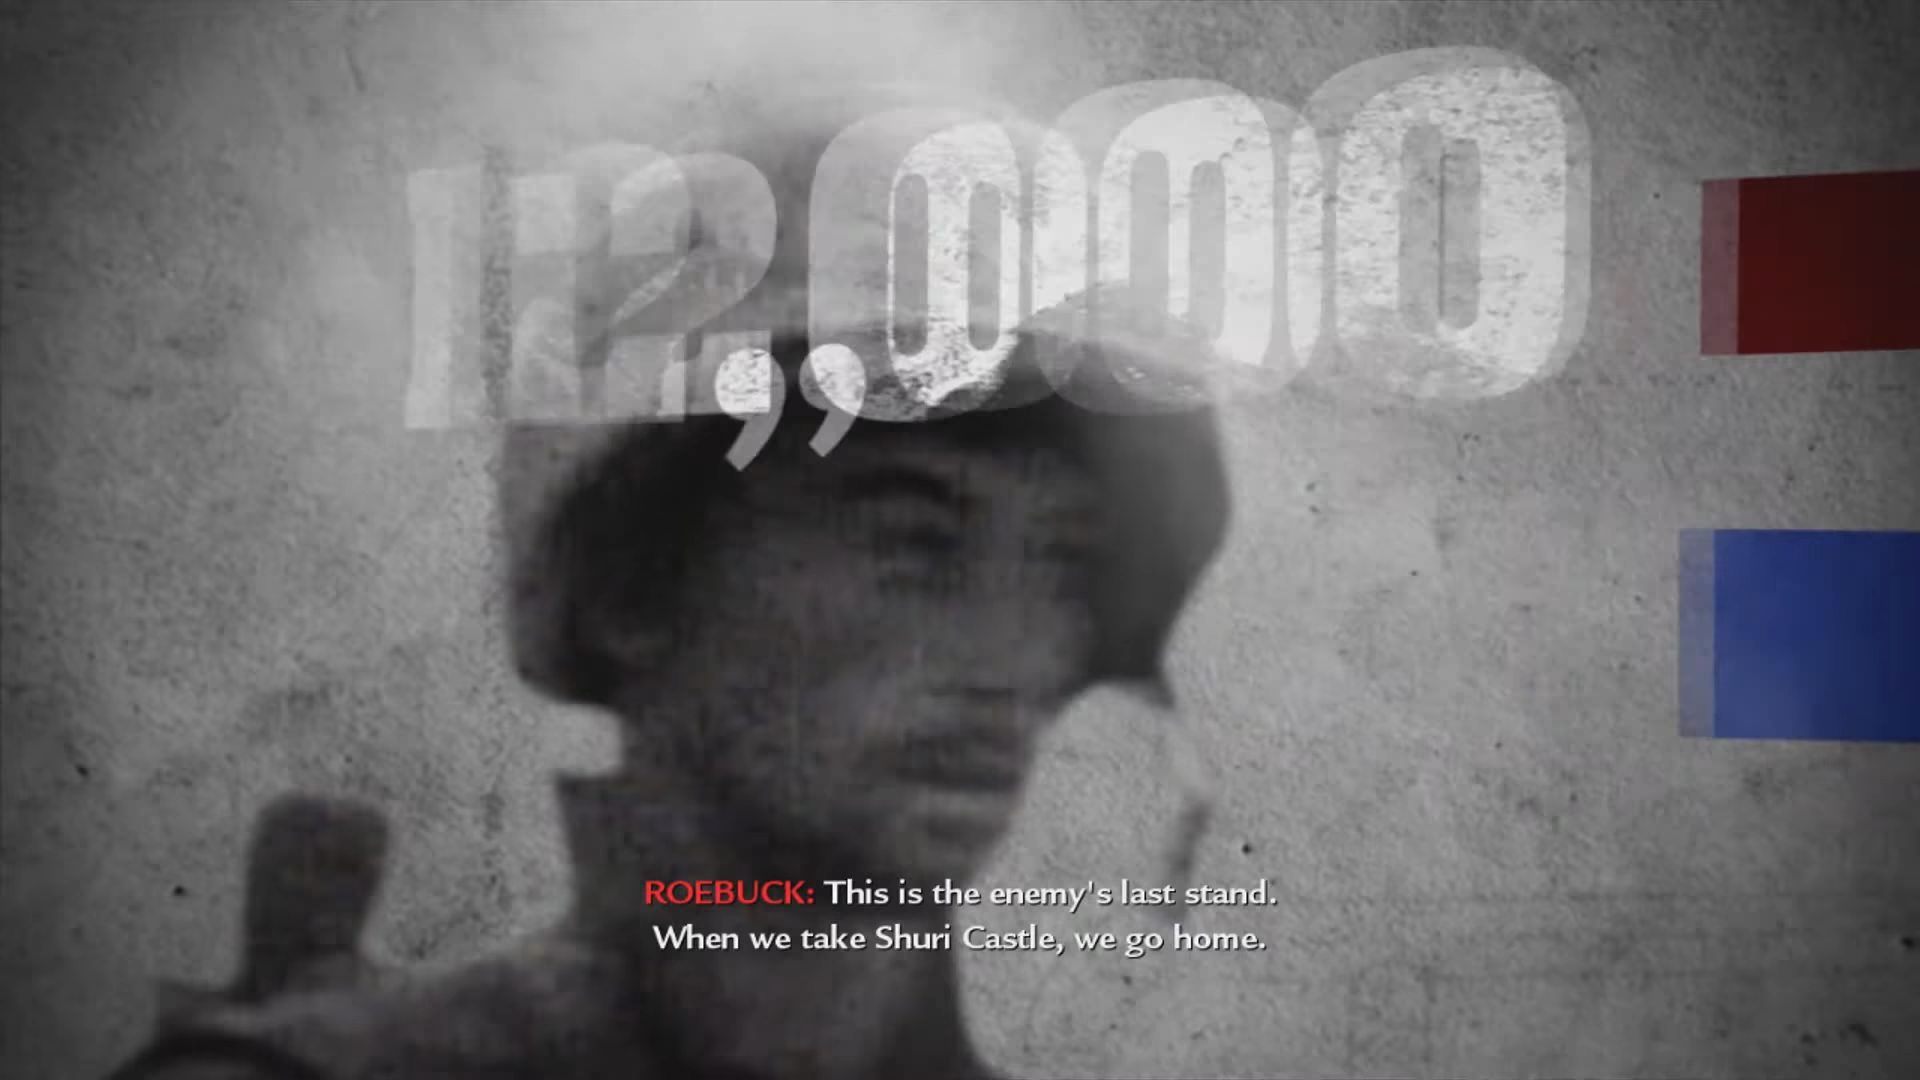 12,000
ROEBUCK: This is the enemy's last stand.
When we take Shuri Castle, we go home.